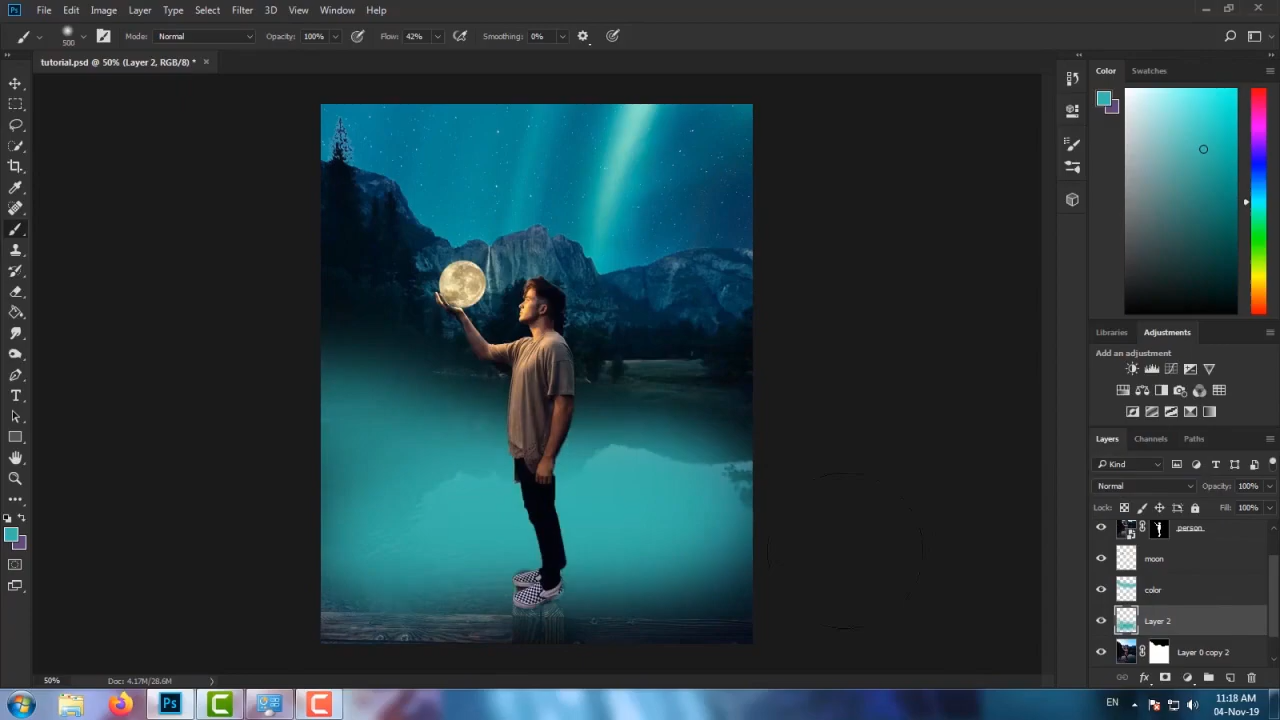 Ps File Edit Image Layer Type Select Filter 3D View Window Help
500 Mode: Normal Opacity: 100% Flow: 42% Smoothing: 0%
tutorial.psd @ 50% (Layer 2, RGB/8) *
Color Swatches
Libraries Adjustments
Add an adjustment
Layers Channels Paths
Kind
Normal Opacity: 100%
Lock: Fill: 100%
person
moon
color
Layer 2
Layer 0 copy 2
50% Doc: 4.17M/28.6M
Ps EN 11:18 AM
04-Nov-19